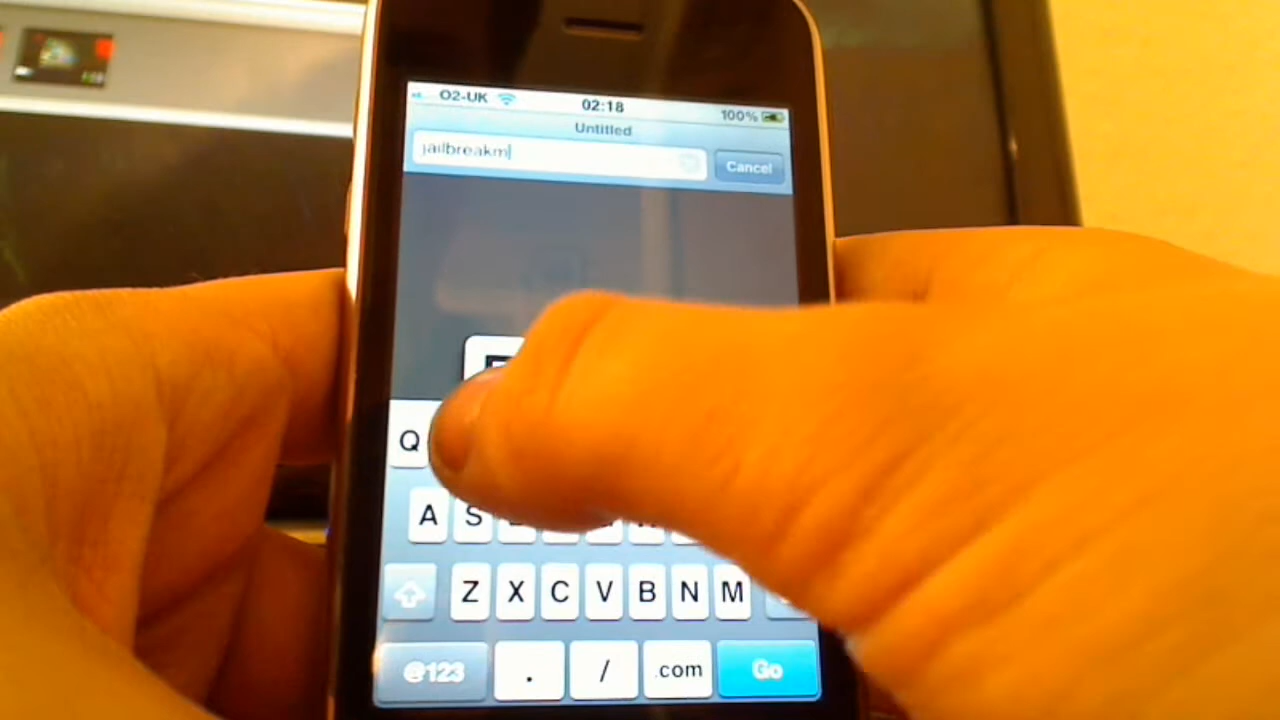 O2-UK 02:18 100%
Untitled
jailbreakm Cancel
Q
A S
Z X C V B N M
@123 . / .com Go